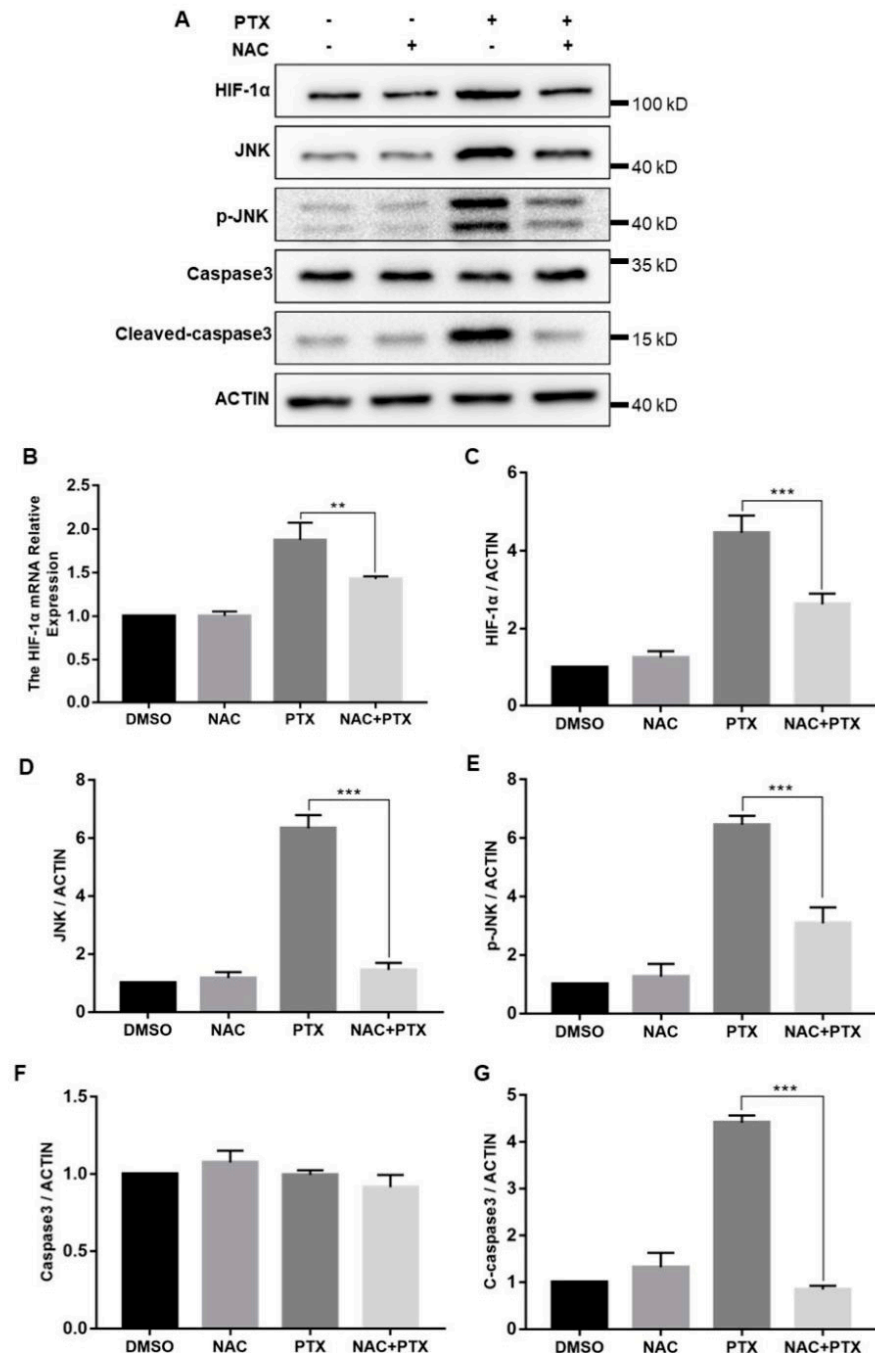 A PTX - - + +
NAC - + - +
HIF-1α 100 kD
JNK 40 kD
p-JNK 40 kD
Caspase3 35 kD
Cleaved-caspase3 15 kD
ACTIN 40 kD
B
The HIF-1α mRNA Relative
Expression
2.5
2.0
1.5
1.0
0.5
0.0
**
DMSO NAC PTX NAC+PTX
C
HIF-1α / ACTIN
6
4
2
0
***
DMSO NAC PTX NAC+PTX
D
JNK / ACTIN
8
6
4
2
0
***
DMSO NAC PTX NAC+PTX
E
p-JNK / ACTIN
8
6
4
2
0
***
DMSO NAC PTX NAC+PTX
F
Caspase3 / ACTIN
1.5
1.0
0.5
0.0
DMSO NAC PTX NAC+PTX
G
C-caspase3 / ACTIN
5
4
3
2
1
0
***
DMSO NAC PTX NAC+PTX